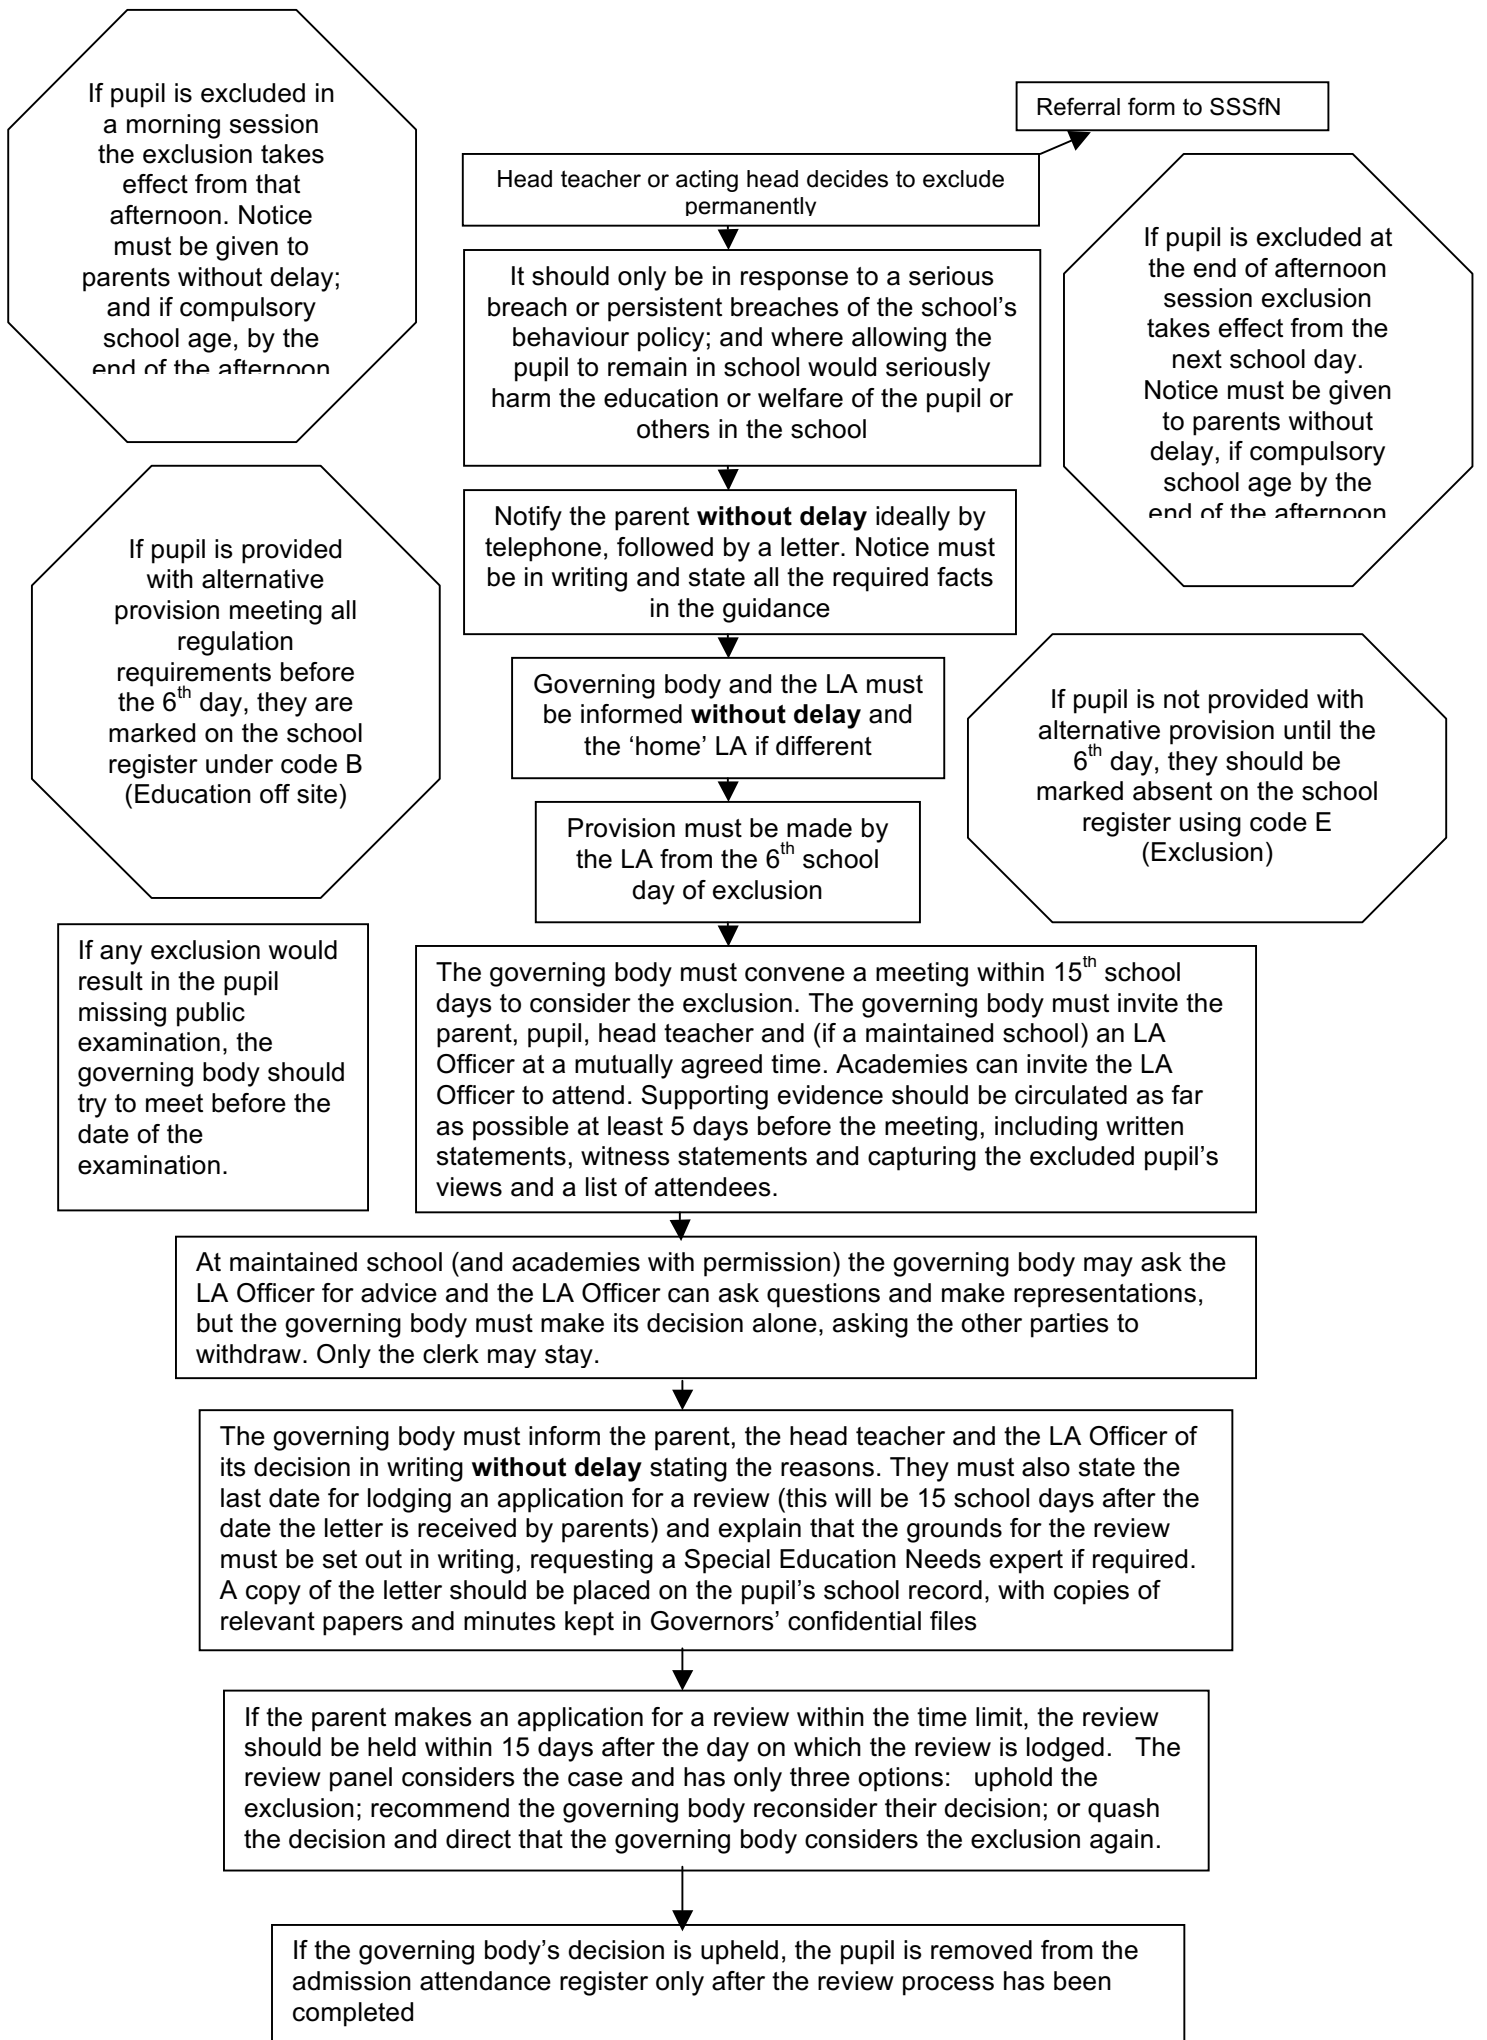 If pupil is excluded in
a morning session
the exclusion takes
effect from that
afternoon. Notice
must be given to
parents without delay;
and if compulsory
school age, by the
end of the afternoon
Referral form to SSSfN
Head teacher or acting head decides to exclude
permanently
It should only be in response to a serious
breach or persistent breaches of the school’s
behaviour policy; and where allowing the
pupil to remain in school would seriously
harm the education or welfare of the pupil or
others in the school
If pupil is excluded at
the end of afternoon
session exclusion
takes effect from the
next school day.
Notice must be given
to parents without
delay, if compulsory
school age by the
end of the afternoon
Notify the parent without delay ideally by
telephone, followed by a letter. Notice must
be in writing and state all the required facts
in the guidance
If pupil is provided
with alternative
provision meeting all
regulation
requirements before
the 6th day, they are
marked on the school
register under code B
(Education off site)
Governing body and the LA must
be informed without delay and
the ‘home’ LA if different
If pupil is not provided with
alternative provision until the
6th day, they should be
marked absent on the school
register using code E
(Exclusion)
Provision must be made by
the LA from the 6th school
day of exclusion
If any exclusion would
result in the pupil
missing public
examination, the
governing body should
try to meet before the
date of the
examination.
The governing body must convene a meeting within 15th school
days to consider the exclusion. The governing body must invite the
parent, pupil, head teacher and (if a maintained school) an LA
Officer at a mutually agreed time. Academies can invite the LA
Officer to attend. Supporting evidence should be circulated as far
as possible at least 5 days before the meeting, including written
statements, witness statements and capturing the excluded pupil’s
views and a list of attendees.
At maintained school (and academies with permission) the governing body may ask the
LA Officer for advice and the LA Officer can ask questions and make representations,
but the governing body must make its decision alone, asking the other parties to
withdraw. Only the clerk may stay.
The governing body must inform the parent, the head teacher and the LA Officer of
its decision in writing without delay stating the reasons. They must also state the
last date for lodging an application for a review (this will be 15 school days after the
date the letter is received by parents) and explain that the grounds for the review
must be set out in writing, requesting a Special Education Needs expert if required.
A copy of the letter should be placed on the pupil’s school record, with copies of
relevant papers and minutes kept in Governors’ confidential files
If the parent makes an application for a review within the time limit, the review
should be held within 15 days after the day on which the review is lodged. The
review panel considers the case and has only three options: uphold the
exclusion; recommend the governing body reconsider their decision; or quash
the decision and direct that the governing body considers the exclusion again.
If the governing body’s decision is upheld, the pupil is removed from the
admission attendance register only after the review process has been
completed